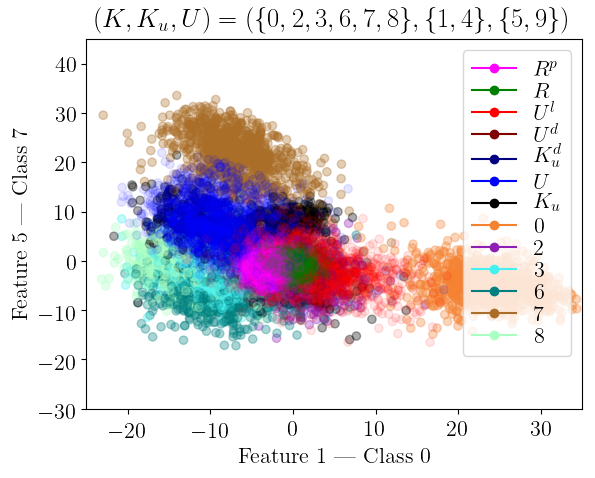 (K, K_u, U) = ({0, 2, 3, 6, 7, 8}, {1, 4}, {5, 9})
Feature 5 — Class 7
40
30
20
10
0
−10
−20
−30
−20
−10
0
10
20
30
Feature 1 — Class 0
R^p
R
U^l
U^d
K_u^d
U
K_u
0
2
3
6
7
8